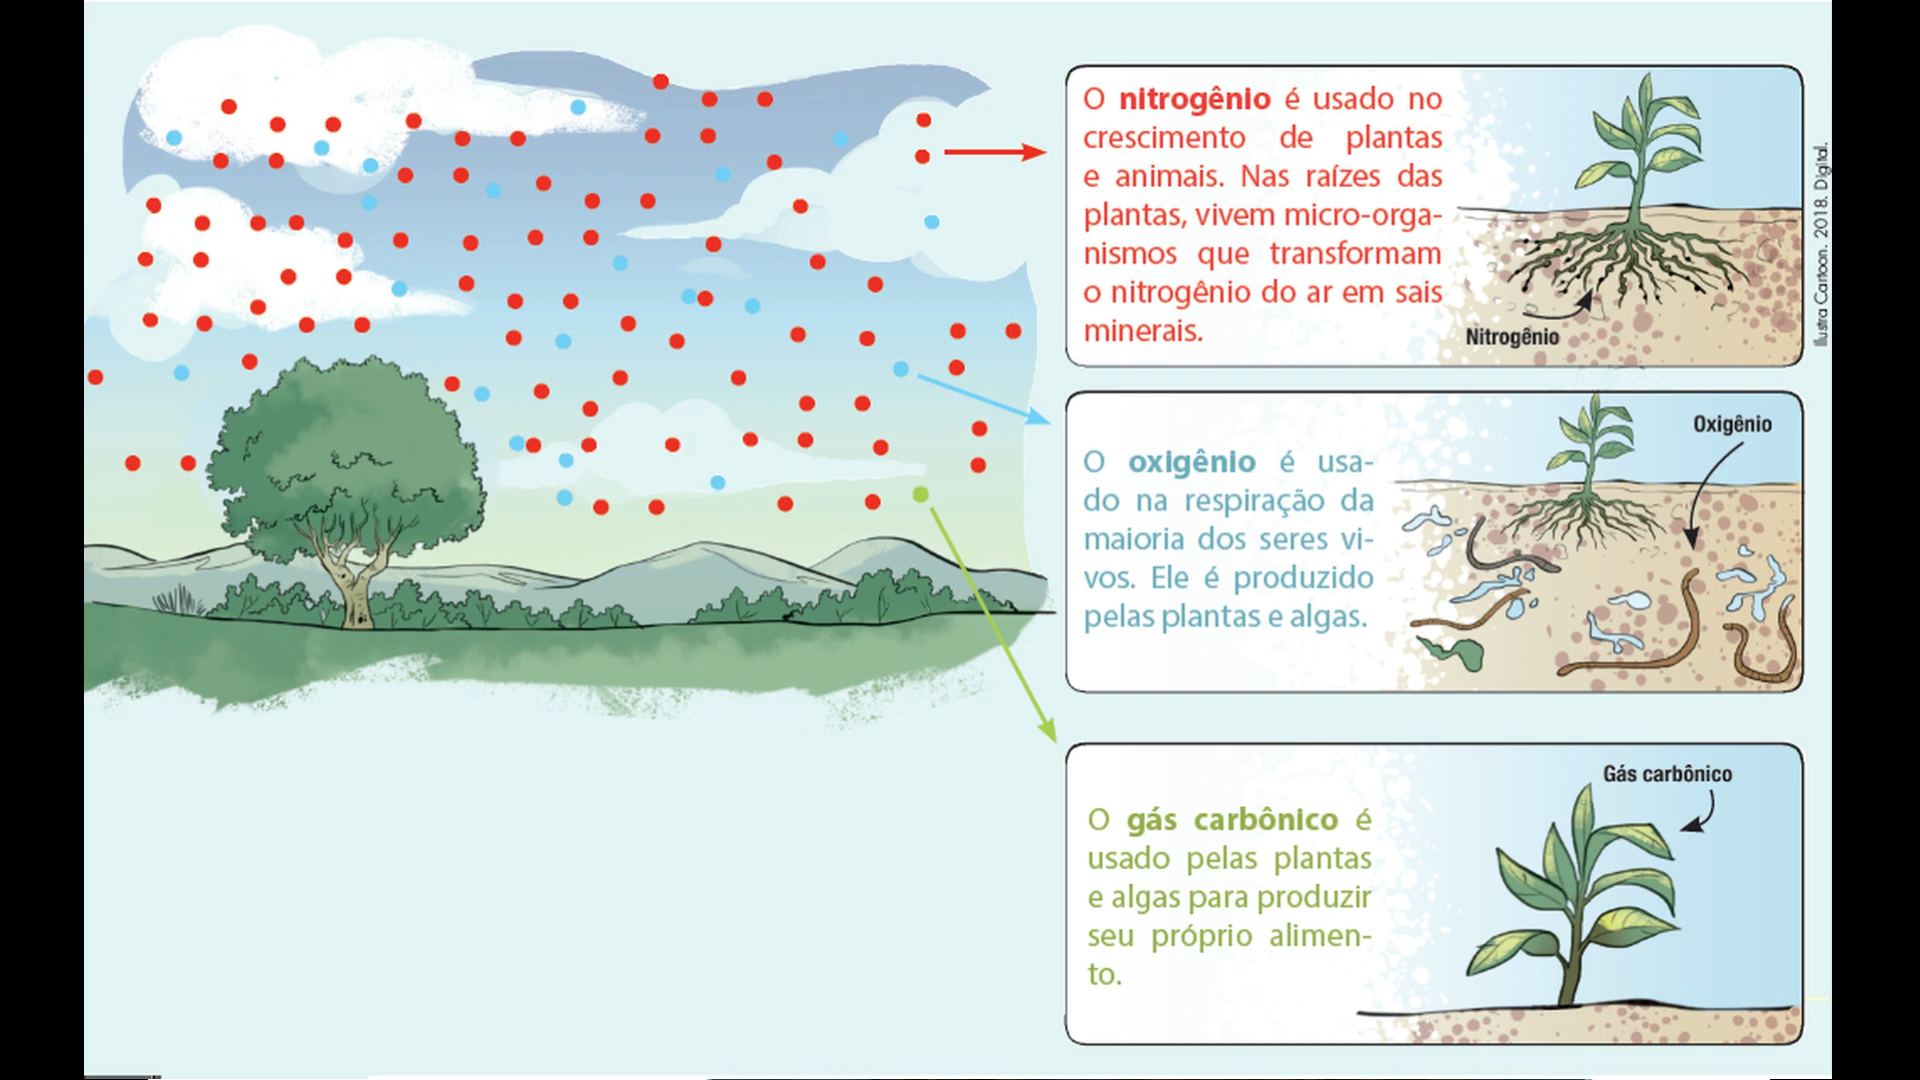 O nitrogênio é usado no
crescimento de plantas
e animais. Nas raízes das
plantas, vivem micro-orga-
nismos que transformam
o nitrogênio do ar em sais
minerais.
Nitrogênio
Ilustra Cartoon. 2018. Digital.
O oxigênio é usa-
do na respiração da
maioria dos seres vi-
vos. Ele é produzido
pelas plantas e algas.
Oxigênio
O gás carbônico é
usado pelas plantas
e algas para produzir
seu próprio alimen-
to.
Gás carbônico